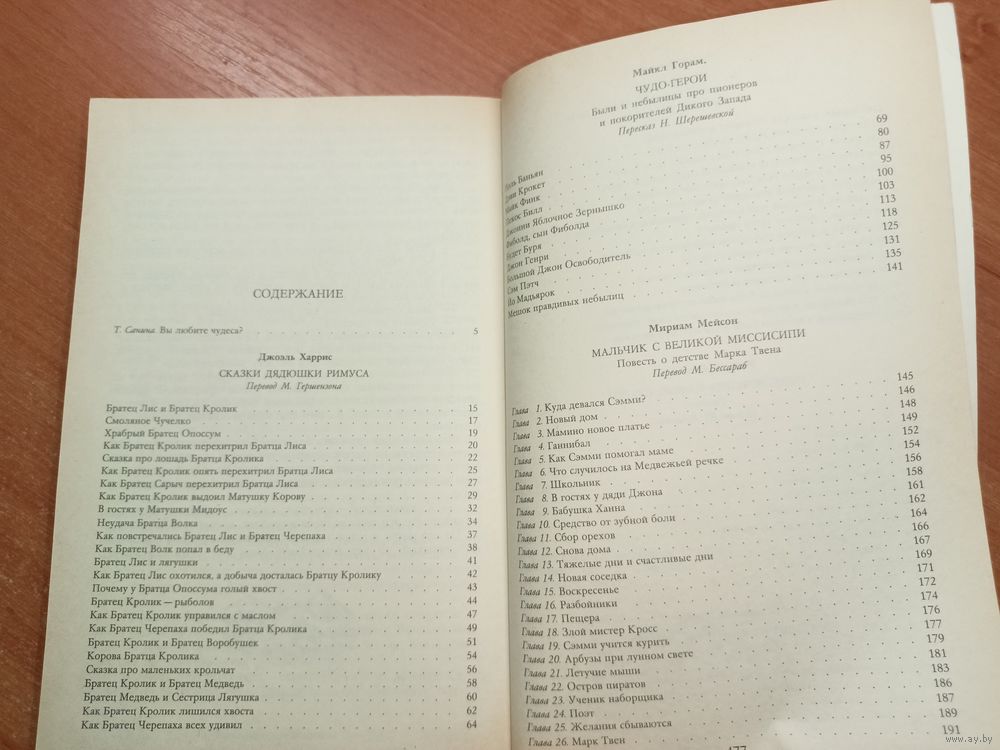 СОДЕРЖАНИЕ
Т. Санина. Вы любите чудеса? 5
Джоэль Харрис
СКАЗКИ ДЯДЮШКИ РИМУСА
Перевод М. Гершензона
Братец Лис и Братец Кролик 15
Смоляное Чучелко 17
Храбрый Братец Опоссум 19
Как Братец Кролик перехитрил Братца Лиса 20
Сказка про лошадь Братца Кролика 22
Как Братец Кролик опять перехитрил Братца Лиса 25
Как Братец Сарыч перехитрил Братца Лиса 27
Как Братец Кролик выдоил Матушку Корову 29
В гостях у Матушки Мидоус 32
Неудача Братца Волка 34
Как повстречались Братец Лис и Братец Черепаха 37
Как Братец Волк попал в беду 38
Братец Лис и лягушки 41
Как Братец Лис охотился, а добыча досталась Братцу Кролику 42
Почему у Братца Опоссума голый хвост 43
Братец Кролик — рыболов 44
Как Братец Кролик управился с маслом 47
Как Братец Черепаха победил Братца Кролика 49
Братец Кролик и Братец Воробушек 51
Корова Братца Кролика 54
Сказка про маленьких крольчат 56
Братец Кролик и Братец Медведь 58
Братец Медведь и Сестрица Лягушка 60
Как Братец Кролик лишился хвоста 62
Как Братец Черепаха всех удивил 64
Майкл Горам.
ЧУДО-ГЕРОИ
Были и небылицы про пионеров
и покорителей Дикого Запада
Пересказ Н. Шерешевской
Поль Баньян 69
Дэви Крокет 80
Майк Финк 87
Пекос Билл 95
Джонни Яблочное Зернышко 100
Фиболд, сын Фиболда 103
Будет Буря 113
Джон Генри 118
Большой Джон Освободитель 125
Сэм Пэтч 131
Йо Мадьярок 135
Мешок правдивых небылиц 141
Мириам Мейсон
МАЛЬЧИК С ВЕЛИКОЙ МИССИСИПИ
Повесть о детстве Марка Твена
Перевод М. Бессараб
Глава 1. Куда девался Сэмми? 145
Глава 2. Новый дом 146
Глава 3. Мамино новое платье 148
Глава 4. Ганнибал 149
Глава 5. Как Сэмми помогал маме 152
Глава 6. Что случилось на Медвежьей речке 154
Глава 7. Школьник 156
Глава 8. В гостях у дяди Джона 158
Глава 9. Бабушка Ханна 161
Глава 10. Средство от зубной боли 162
Глава 11. Сбор орехов 164
Глава 12. Снова дома 166
Глава 13. Тяжелые дни и счастливые дни 167
Глава 14. Новая соседка 169
Глава 15. Воскресенье 171
Глава 16. Разбойники 172
Глава 17. Пещера 174
Глава 18. Злой мистер Кросс 176
Глава 19. Сэмми учится курить 177
Глава 20. Арбузы при лунном свете 179
Глава 21. Летучие мыши 181
Глава 22. Остров пиратов 183
Глава 23. Ученик наборщика 186
Глава 24. Поэт 187
Глава 25. Желания сбываются 189
Глава 26. Марк Твен 191
www.ay.by